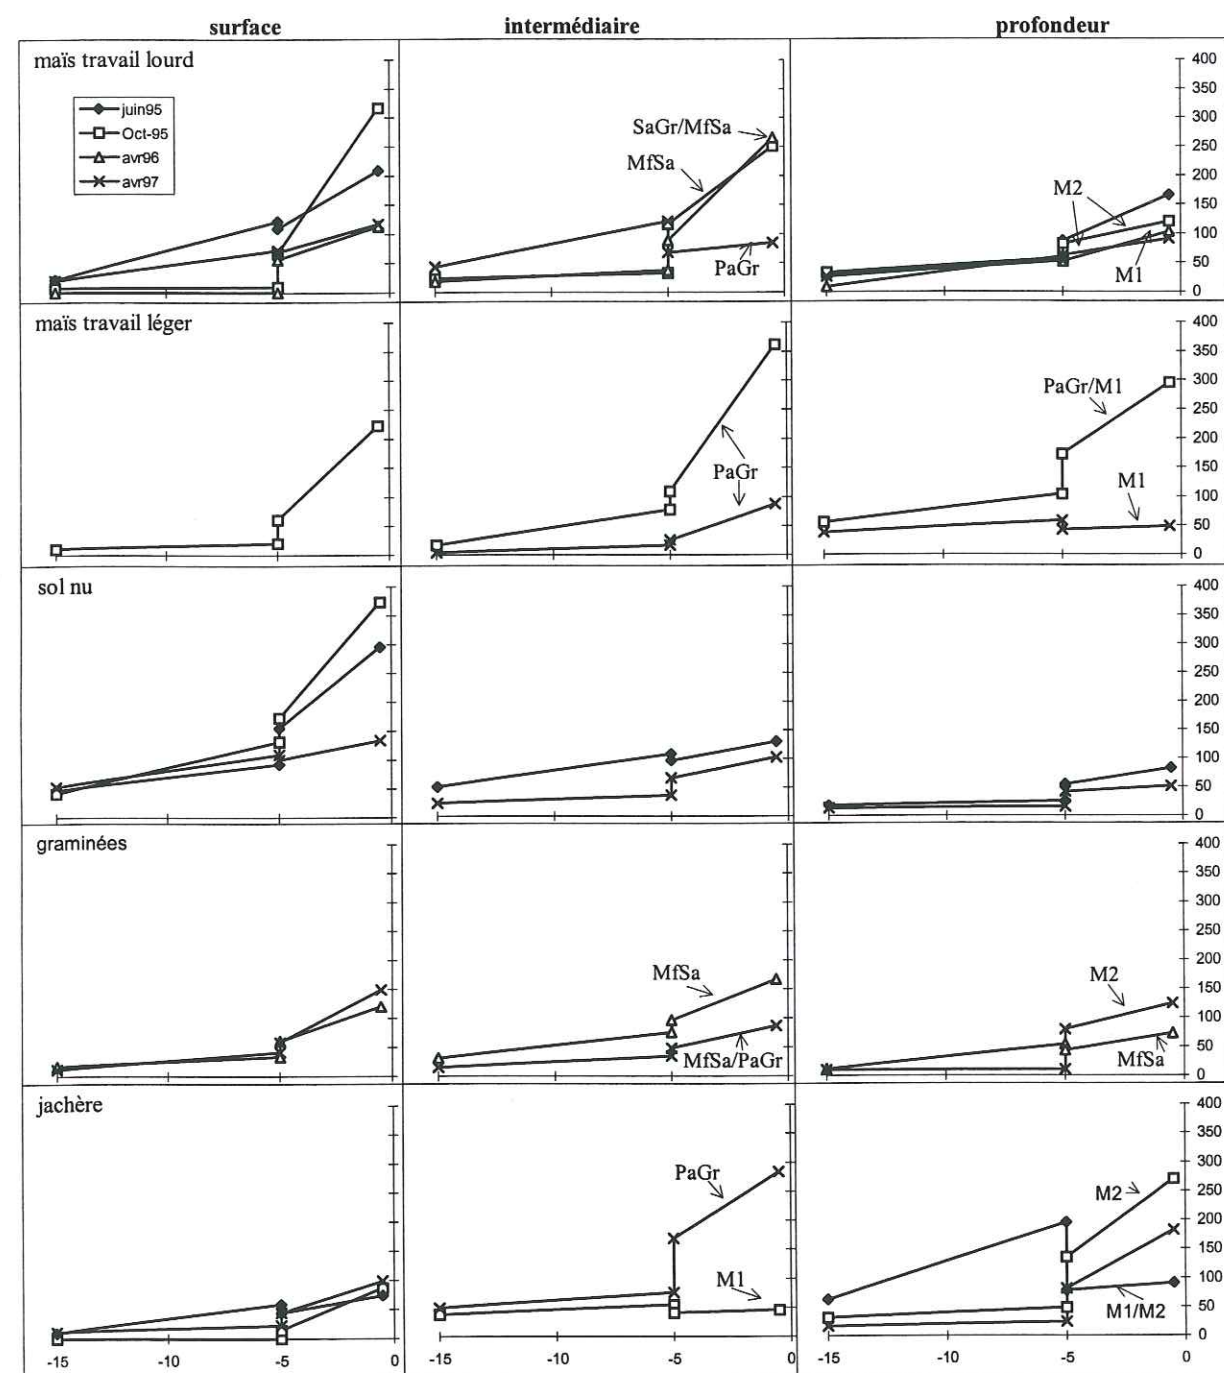 surface intermédiaire profondeur
maïs travail lourd
juin95
Oct-95
avr96
avr97
SaGr/MfSa
MfSa
PaGr
M2
M1
400
350
300
250
200
150
100
50
0
maïs travail léger
PaGr
PaGr/M1
M1
400
350
300
250
200
150
100
50
0
sol nu
400
350
300
250
200
150
100
50
0
graminées
MfSa
MfSa/PaGr
M2
MfSa
400
350
300
250
200
150
100
50
0
jachère
PaGr
M1
M2
M1/M2
400
350
300
250
200
150
100
50
0
-15 -10 -5 0 -15 -10 -5 0 -15 -10 -5 0